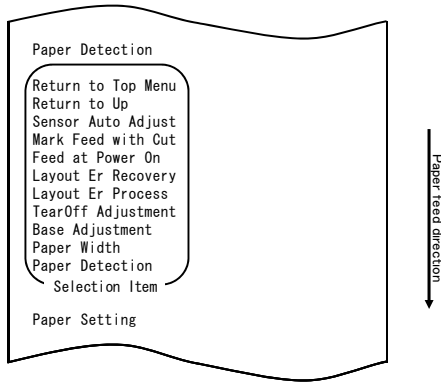 Paper Detection
Return to Top Menu
Return to Up
Sensor Auto Adjust
Mark Feed with Cut
Feed at Power On
Layout Er Recovery
Layout Er Process
TearOff Adjustment
Base Adjustment
Paper Width
Paper Detection
Selection Item
Paper Setting
Paper feed direction